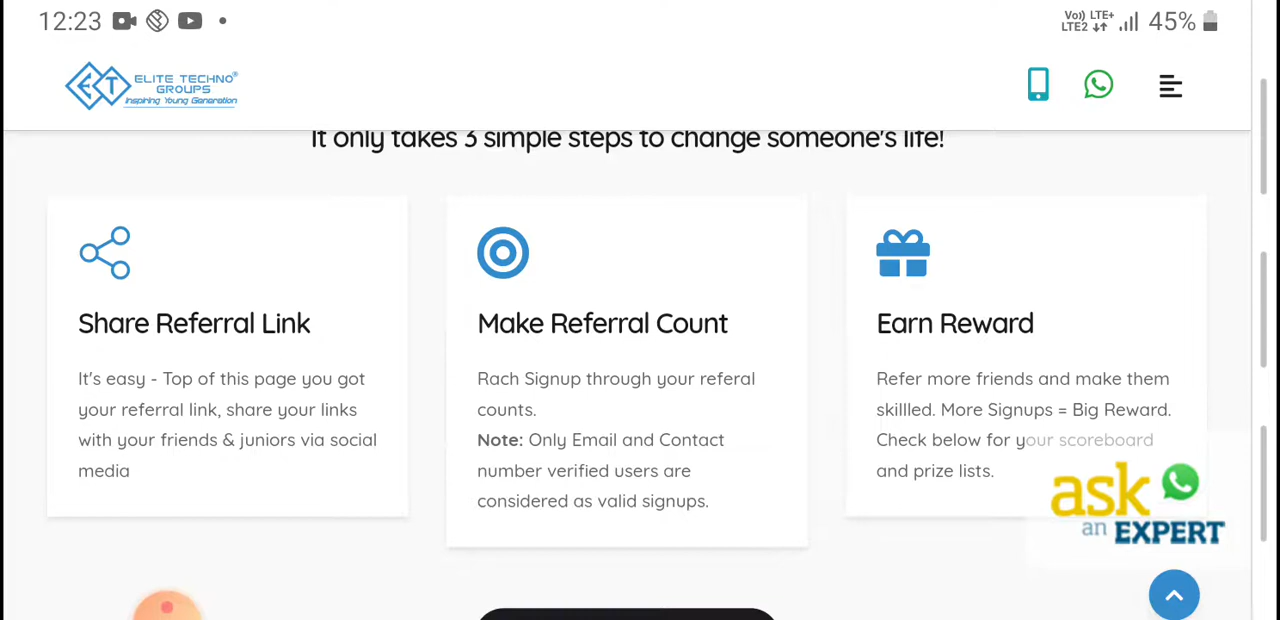 12:23
Vo)) LTE+
LTE2
45%
ELITE TECHNO®
GROUPS
Inspiring Young Generation
It only takes 3 simple steps to change someone's life!
Share Referral Link
It's easy - Top of this page you got
your referral link, share your links
with your friends & juniors via social
media
Make Referral Count
Rach Signup through your referal
counts.
Note: Only Email and Contact
number verified users are
considered as valid signups.
Earn Reward
Refer more friends and make them
skillled. More Signups = Big Reward.
Check below for your scoreboard
and prize lists.
ask
an EXPERT